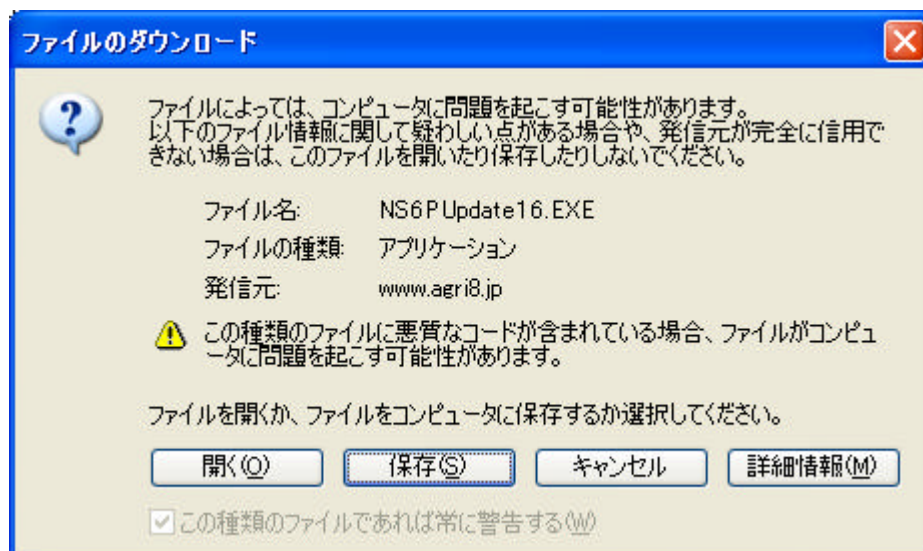 ファイルのダウンロード
ファイルによっては、コンピュータに問題を起こす可能性があります。
以下のファイル情報に関して疑わしい点がある場合や、発信元が完全に信用で
きない場合は、このファイルを開いたり保存したりしないでください。
ファイル名: NS6PUpdate16.EXE
ファイルの種類: アプリケーション
発信元: www.agri8.jp
この種類のファイルに悪質なコードが含まれている場合、ファイルがコンピュ
ータに問題を起こす可能性があります。
ファイルを開くか、ファイルをコンピュータに保存するか選択してください。
開く(O) 保存(S) キャンセル 詳細情報(M)
この種類のファイルであれば常に警告する(W)